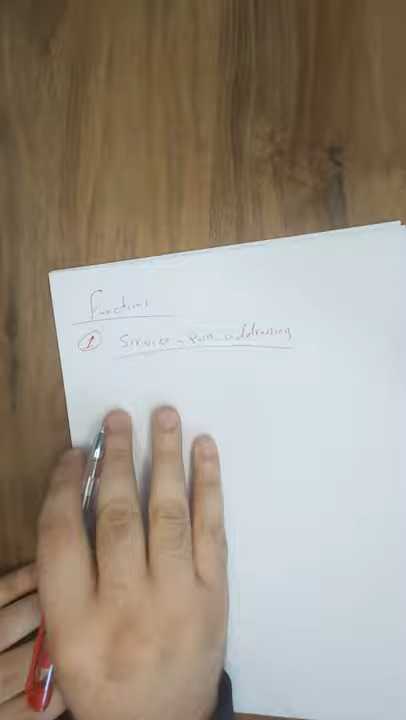 Functions
1 Service - Point addressing